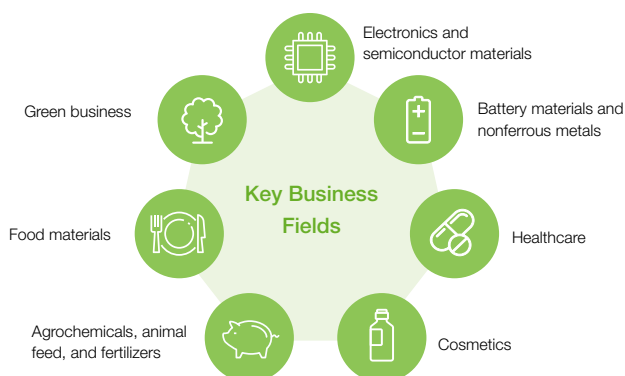 Electronics and
semiconductor materials
Green business
Battery materials and
nonferrous metals
Key Business
Fields
Food materials
Healthcare
Agrochemicals, animal
feed, and fertilizers
Cosmetics